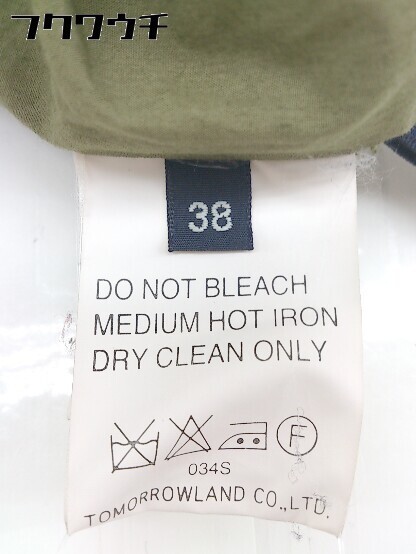 フクワウチ
38
DO NOT BLEACH
MEDIUM HOT IRON
DRY CLEAN ONLY
F
034S
TOMORROWLAND CO.,LTD.